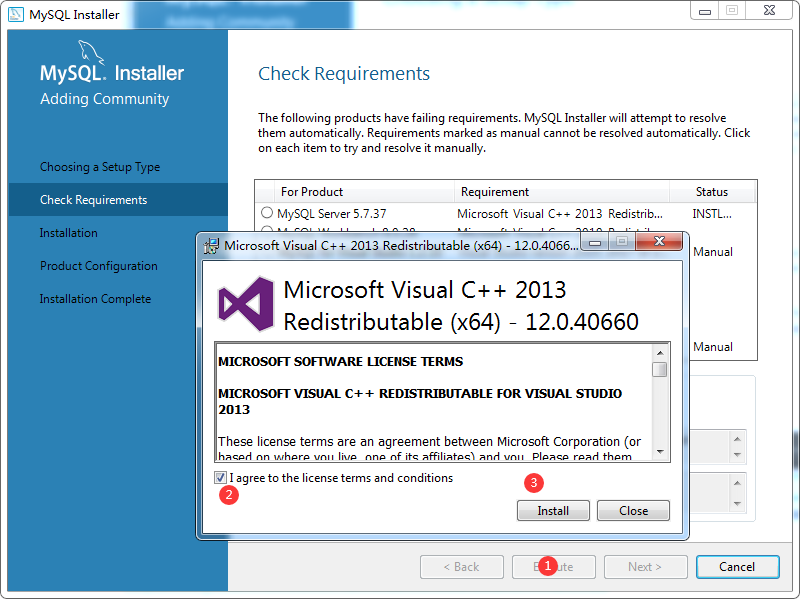 MySQL Installer
MySQL. Installer
Adding Community
Choosing a Setup Type
Check Requirements
Installation
Product Configuration
Installation Complete
Check Requirements
The following products have failing requirements. MySQL Installer will attempt to resolve
them automatically. Requirements marked as manual cannot be resolved automatically. Click
on each item to try and resolve it manually.
For Product Requirement Status
MySQL Server 5.7.37 Microsoft Visual C++ 2013 Redistrib... INSTL...
Manual
Manual
Microsoft Visual C++ 2013 Redistributable (x64) - 12.0.4066...
Microsoft Visual C++ 2013
Redistributable (x64) - 12.0.40660
MICROSOFT SOFTWARE LICENSE TERMS
MICROSOFT VISUAL C++ REDISTRIBUTABLE FOR VISUAL STUDIO
2013
These license terms are an agreement between Microsoft Corporation (or
based on where you live, one of its affiliates) and you. Please read them
I agree to the license terms and conditions
2
3
Install Close
< Back
1
Next >
Cancel